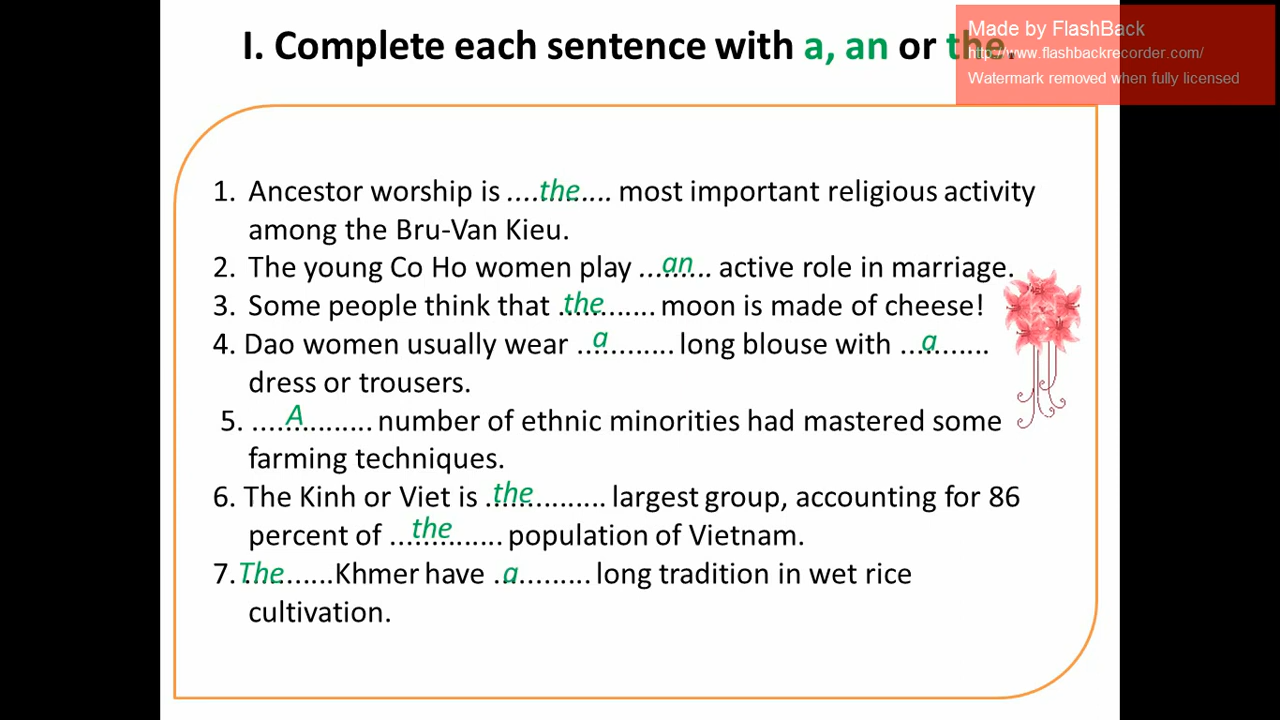 I. Complete each sentence with a, an or the.
Made by FlashBack
http://www.flashbackrecorder.com/
Watermark removed when fully licensed
1. Ancestor worship is ....the.... most important religious activity
among the Bru-Van Kieu.
2. The young Co Ho women play ...an... active role in marriage.
3. Some people think that .the....... moon is made of cheese!
4. Dao women usually wear ..a......... long blouse with ...a.......
dress or trousers.
5. ....A.......... number of ethnic minorities had mastered some
farming techniques.
6. The Kinh or Viet is .the............ largest group, accounting for 86
percent of ...the......... population of Vietnam.
7. The......Khmer have .a......... long tradition in wet rice
cultivation.